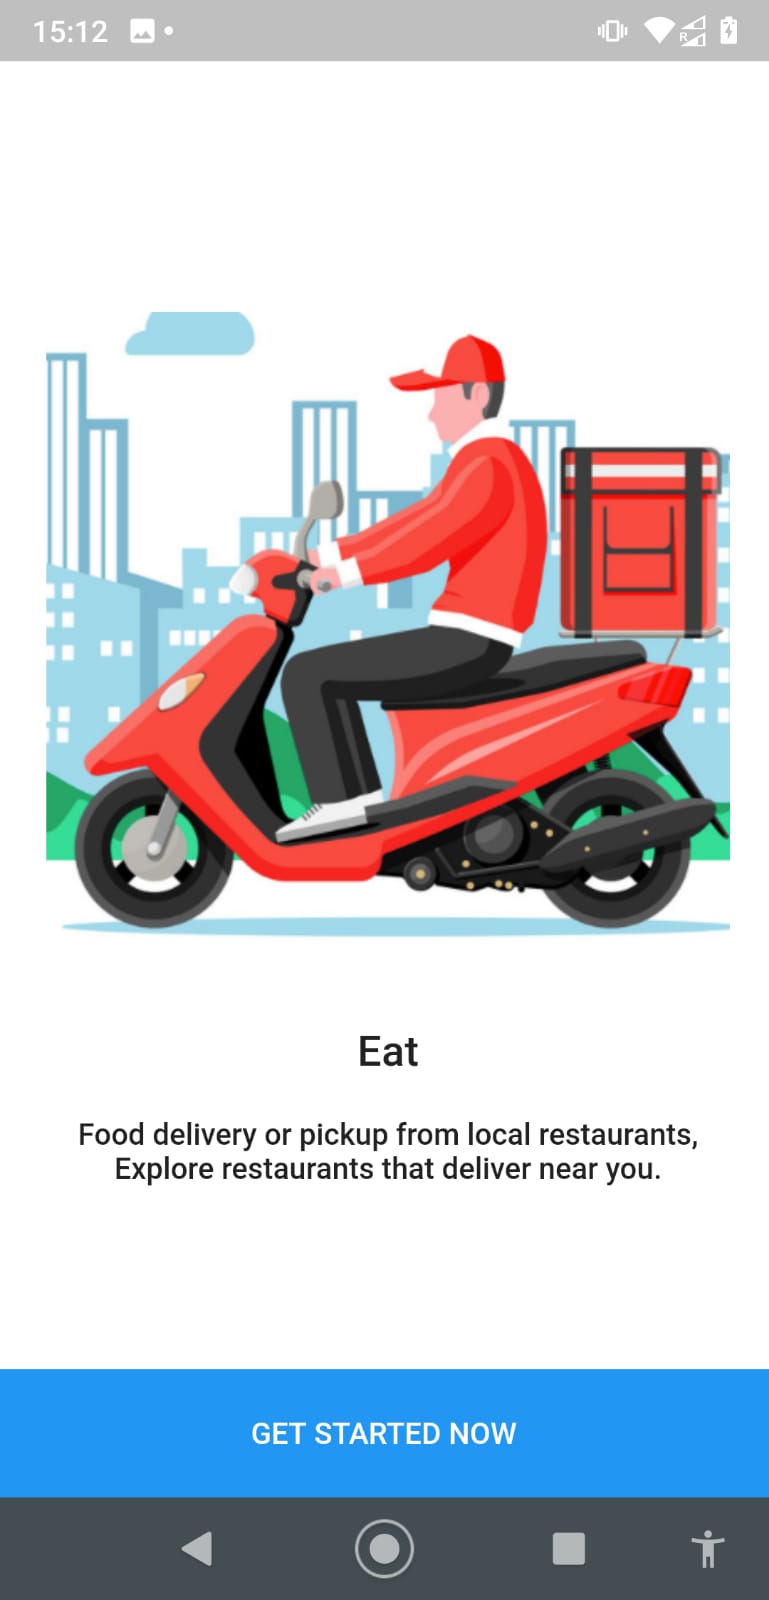 15:12
R
Eat
Food delivery or pickup from local restaurants,
Explore restaurants that deliver near you.
GET STARTED NOW